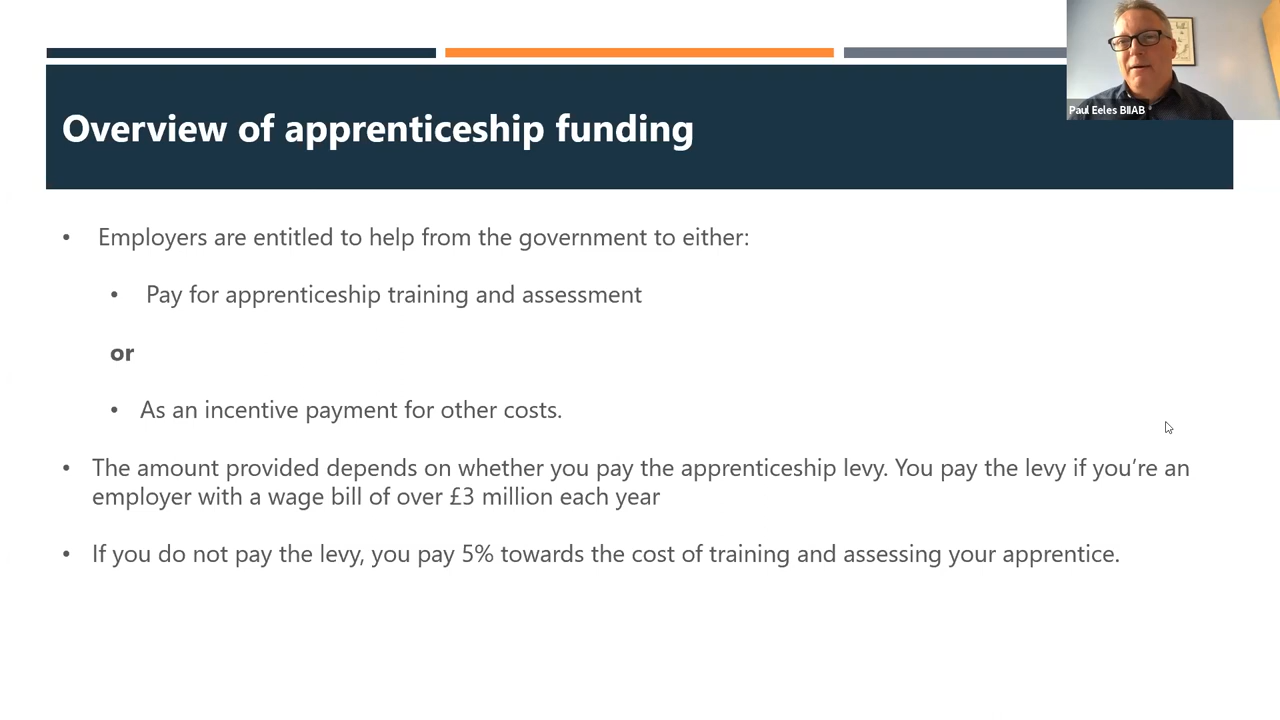 Paul Eeles BIIAB
Overview of apprenticeship funding
• Employers are entitled to help from the government to either:
• Pay for apprenticeship training and assessment
or
• As an incentive payment for other costs.
• The amount provided depends on whether you pay the apprenticeship levy. You pay the levy if you’re an
employer with a wage bill of over £3 million each year
• If you do not pay the levy, you pay 5% towards the cost of training and assessing your apprentice.